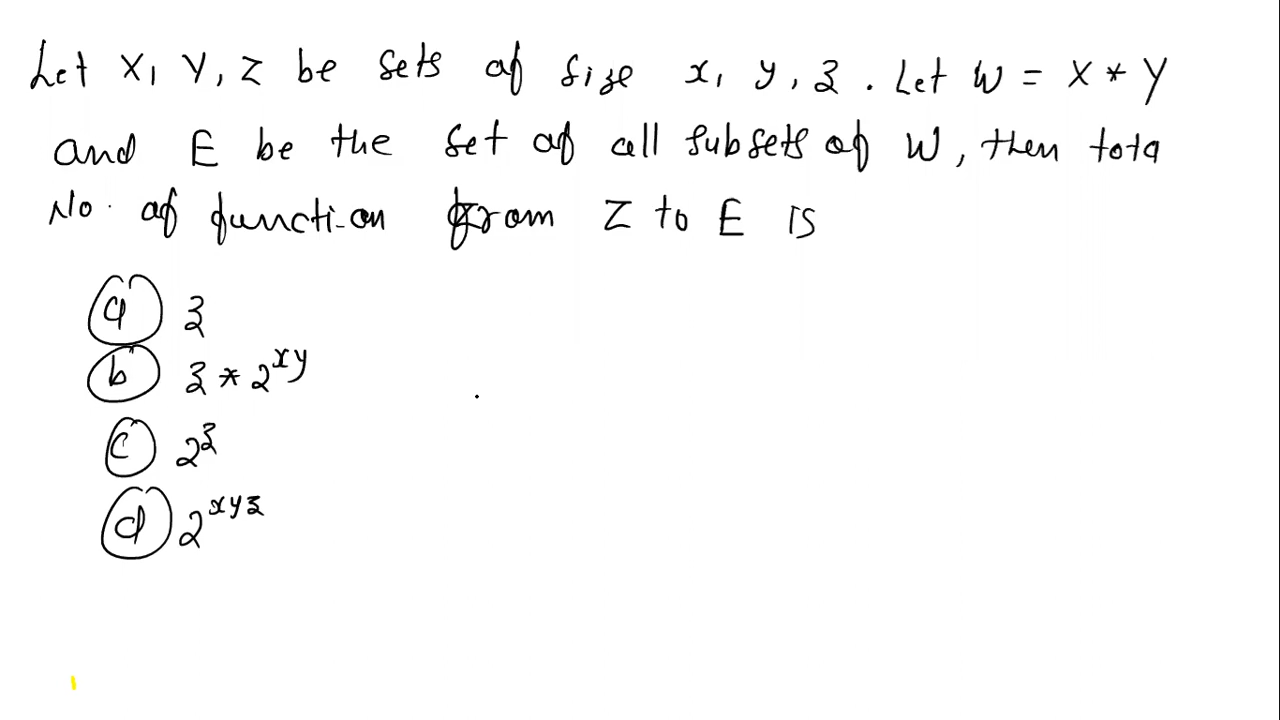 Let X, Y, Z be sets of size x, y, z. Let W = X * Y
and E be the set of all subsets of W, then tota
No. of function from Z to E is
(a) z
(b) z * 2^xy
(c) 2^z
(d) 2^xyz